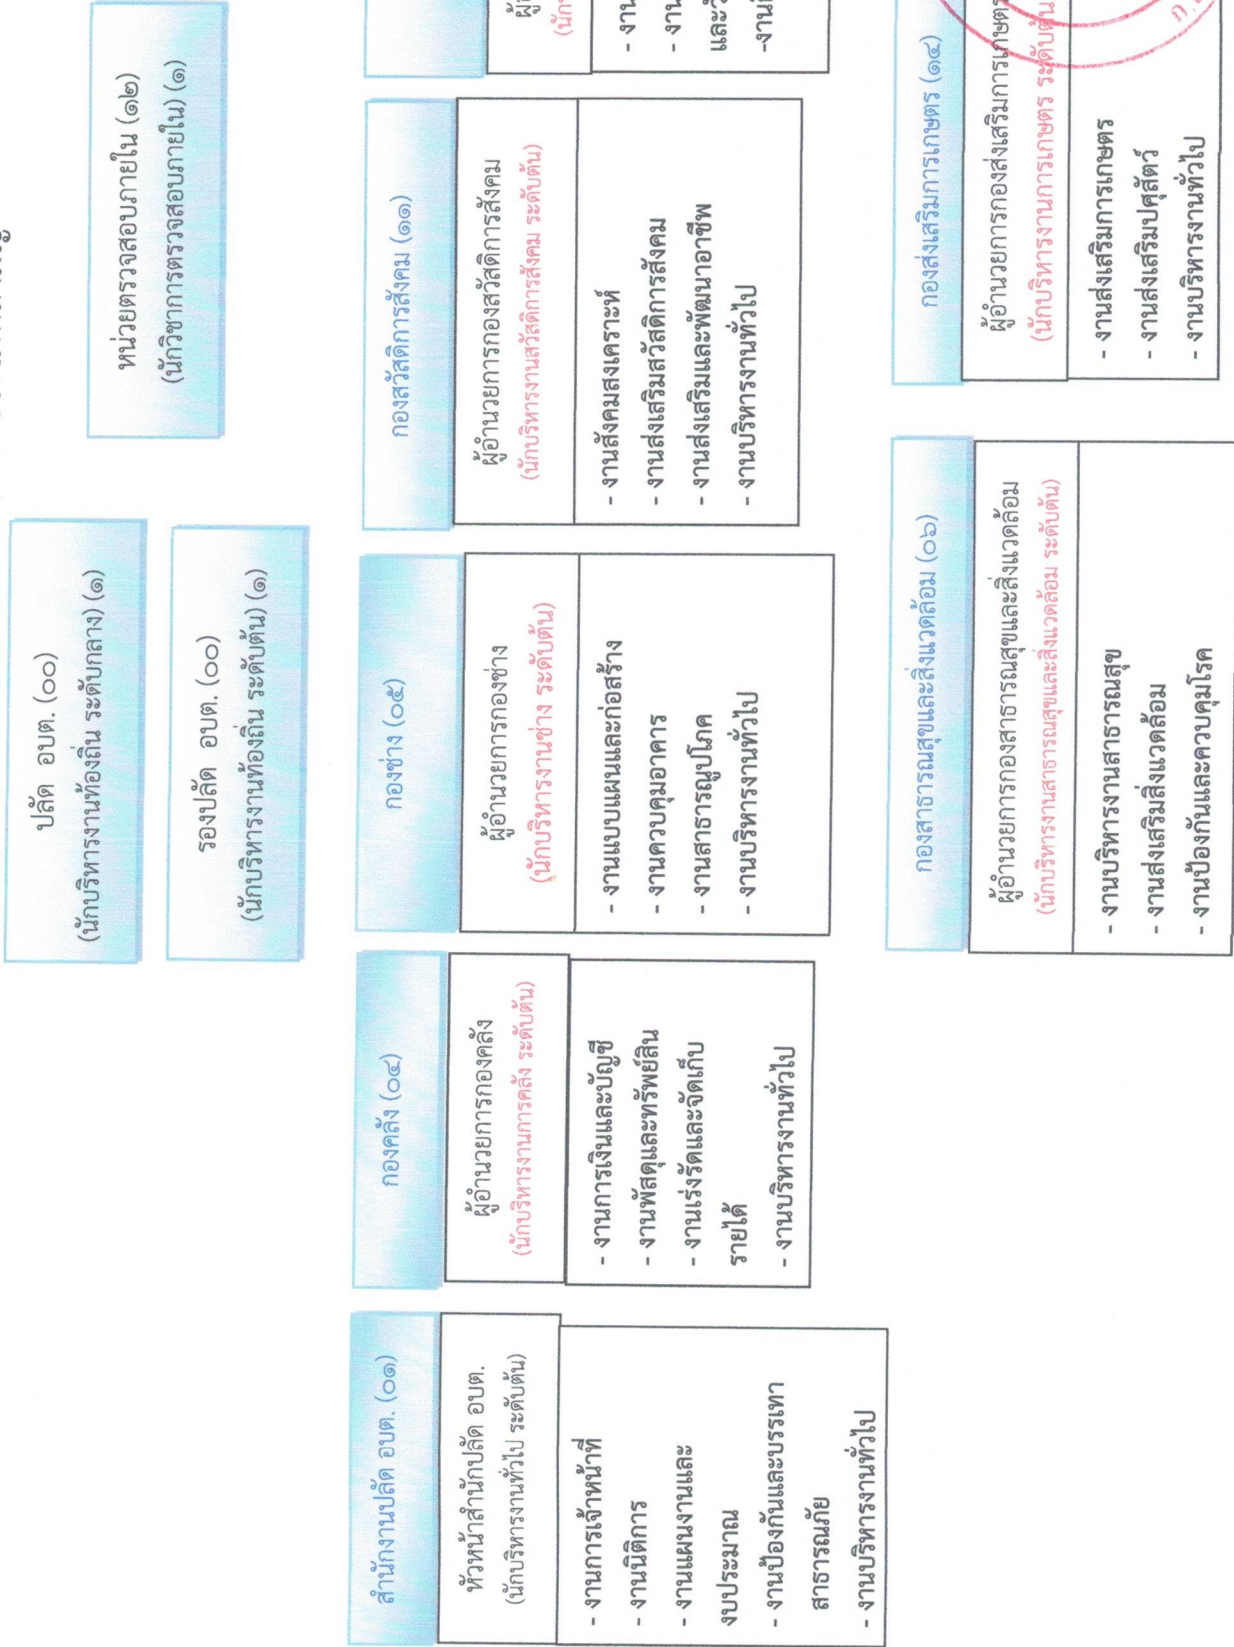 ปลัด อบต. (๐๐)
(นักบริหารงานท้องถิ่น ระดับกลาง) (๑)
รองปลัด อบต. (๐๐)
(นักบริหารงานท้องถิ่น ระดับต้น) (๑)
หน่วยตรวจสอบภายใน (๑๒)
(นักวิชาการตรวจสอบภายใน) (๑)
สำนักงานปลัด อบต. (๐๑)
หัวหน้าสำนักปลัด อบต.
(นักบริหารงานทั่วไป ระดับต้น)
- งานการเจ้าหน้าที่
- งานนิติการ
- งานแผนงานและ
งบประมาณ
- งานป้องกันและบรรเทา
สาธารณภัย
- งานบริหารงานทั่วไป
กองคลัง (๐๔)
ผู้อำนวยการกองคลัง
(นักบริหารงานการคลัง ระดับต้น)
- งานการเงินและบัญชี
- งานพัสดุและทรัพย์สิน
- งานเร่งรัดและจัดเก็บ
รายได้
- งานบริหารงานทั่วไป
กองช่าง (๐๕)
ผู้อำนวยการกองช่าง
(นักบริหารงานช่าง ระดับต้น)
- งานแบบแผนและก่อสร้าง
- งานควบคุมอาคาร
- งานสาธารณูปโภค
- งานบริหารงานทั่วไป
กองสวัสดิการสังคม (๑๑)
ผู้อำนวยการกองสวัสดิการสังคม
(นักบริหารงานสวัสดิการสังคม ระดับต้น)
- งานสังคมสงเคราะห์
- งานส่งเสริมสวัสดิการสังคม
- งานส่งเสริมและพัฒนาอาชีพ
- งานบริหารงานทั่วไป
- งาน
- งาน
กองสาธารณสุขและสิ่งแวดล้อม (๐๖)
ผู้อำนวยการกองสาธารณสุขและสิ่งแวดล้อม
(นักบริหารงานสาธารณสุขและสิ่งแวดล้อม ระดับต้น)
- งานบริหารงานสาธารณสุข
- งานส่งเสริมสิ่งแวดล้อม
- งานป้องกันและควบคุมโรค
กองส่งเสริมการเกษตร (๑๔)
ผู้อำนวยการกองส่งเสริมการเกษตร
(นักบริหารงานการเกษตร ระดับต้น
- งานส่งเสริมการเกษตร
- งานส่งเสริมปศุสัตว์
- งานบริหารงานทั่วไป